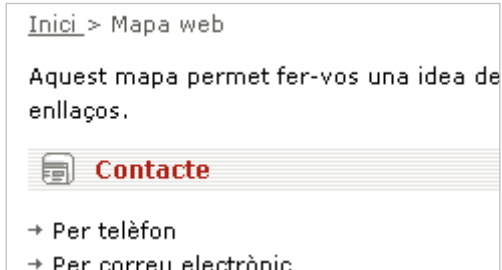 Inici > Mapa web
Aquest mapa permet fer-vos una idea de
enllaços.
Contacte
→ Per telèfon
→ Per correu electrònic